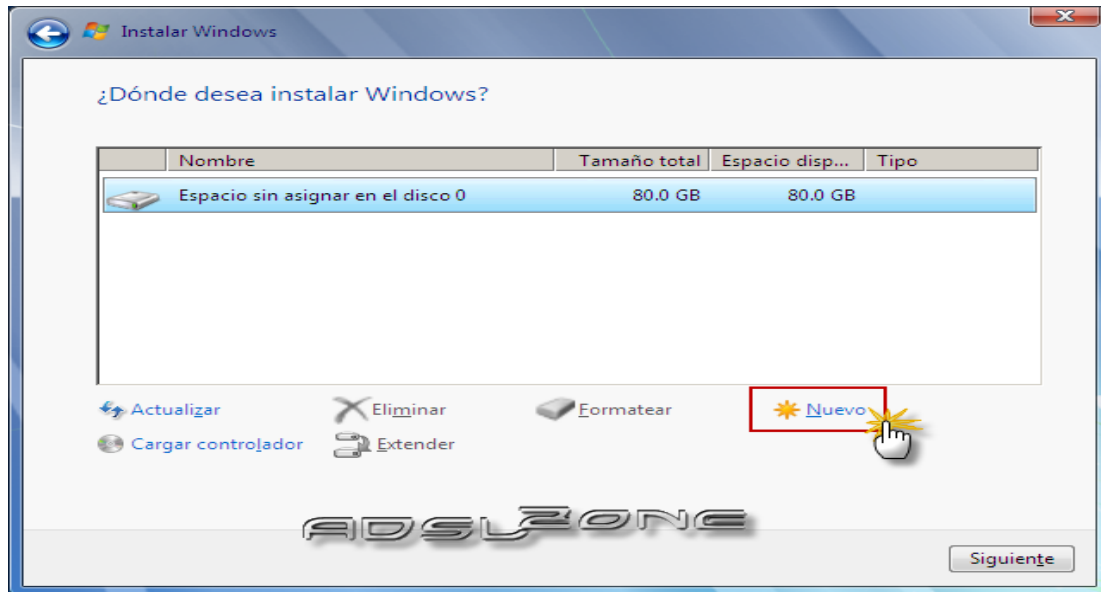 Instalar Windows
¿Dónde desea instalar Windows?
Nombre Tamaño total Espacio disp... Tipo
Espacio sin asignar en el disco 0 80.0 GB 80.0 GB
Actualizar Eliminar Formatear Nuevo
Cargar controlador Extender
ADSLZONE
Siguiente